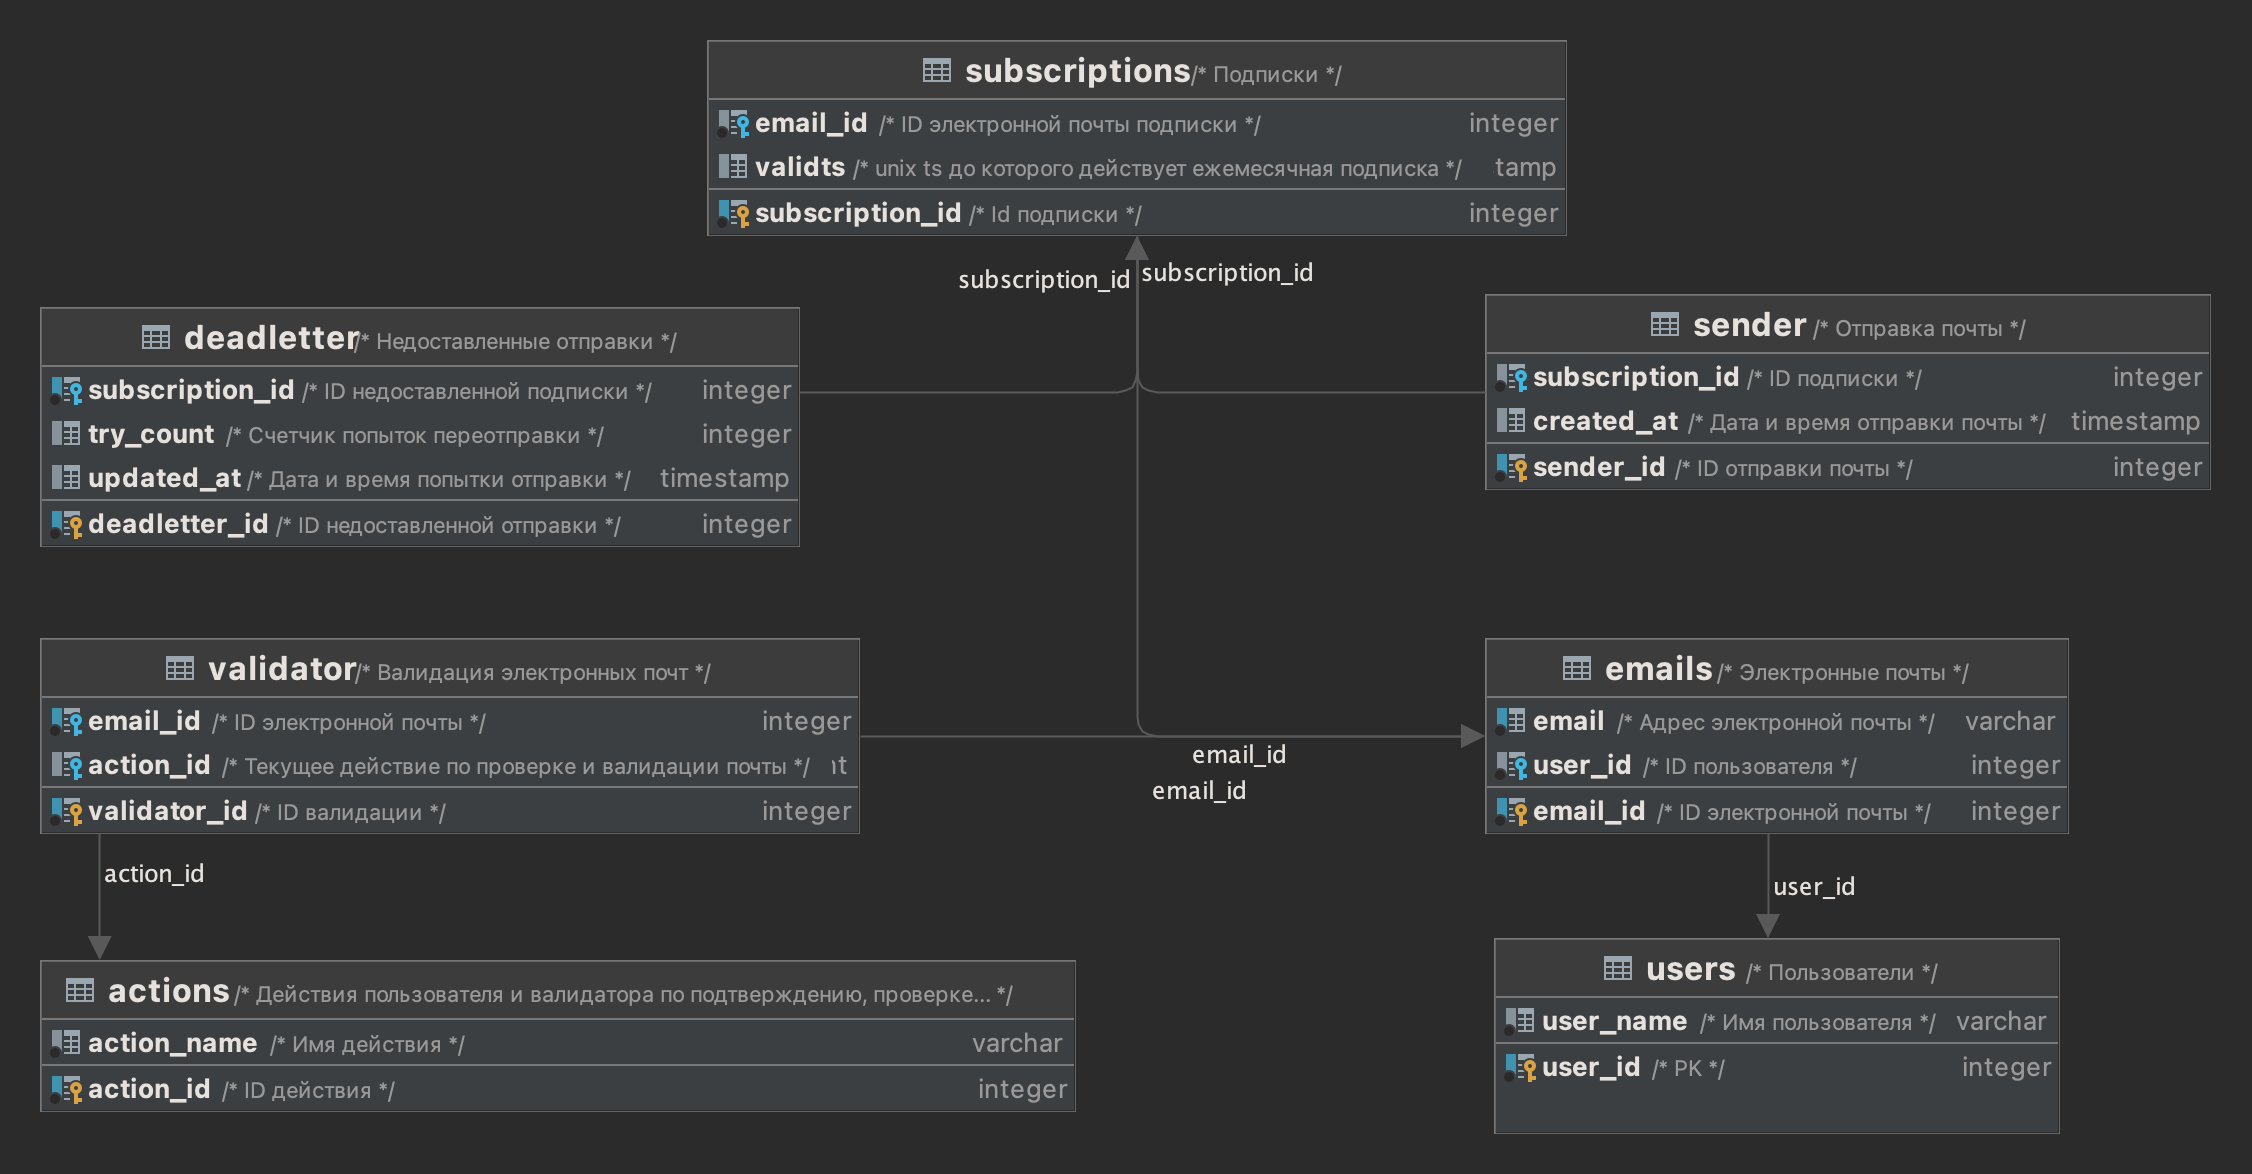 subscriptions /* Подписки */
email_id /* ID электронной почты подписки */ integer
validts /* unix ts до которого действует ежемесячная подписка */ tamp
subscription_id /* Id подписки */ integer
subscription_id subscription_id
deadletter /* Недоставленные отправки */
subscription_id /* ID недоставленной подписки */ integer
try_count /* Счетчик попыток переотправки */ integer
updated_at /* Дата и время попытки отправки */ timestamp
deadletter_id /* ID недоставленной отправки */ integer
sender /* Отправка почты */
subscription_id /* ID подписки */ integer
created_at /* Дата и время отправки почты */ timestamp
sender_id /* ID отправки почты */ integer
validator /* Валидация электронных почт */
email_id /* ID электронной почты */ integer
action_id /* Текущее действие по проверке и валидации почты */
validator_id /* ID валидации */ integer
email_id
email_id
emails /* Электронные почты */
email /* Адрес электронной почты */ varchar
user_id /* ID пользователя */ integer
email_id /* ID электронной почты */ integer
action_id
user_id
actions /* Действия пользователя и валидатора по подтверждению, проверке... */
action_name /* Имя действия */ varchar
action_id /* ID действия */ integer
users /* Пользователи */
user_name /* Имя пользователя */ varchar
user_id /* PK */ integer